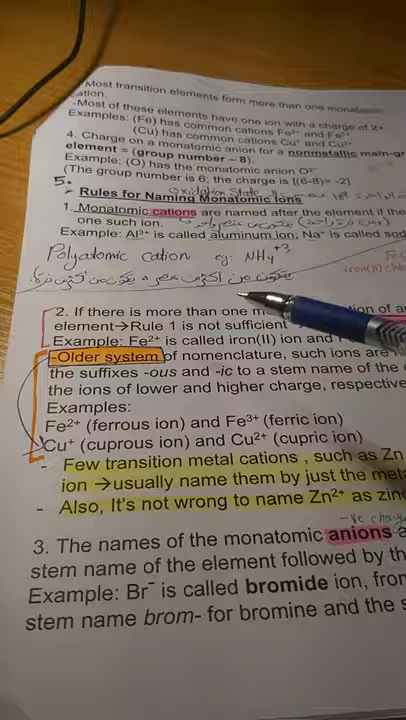 Most transition elements form more than one monatomic
cation.
-Most of these elements have one ion with a charge of 2+
Examples: (Fe) has common cations Fe²⁺ and Fe³⁺
(Cu) has common cations Cu⁺ and Cu²⁺
4. Charge on a monatomic anion for a nonmetallic main-gr
element = (group number – 8).
Example: (O) has the monatomic anion O²⁻
(The group number is 6; the charge is [(6-8)= -2]
5.
Oxidation State
Rules for Naming Monatomic Ions
1. Monatomic cations are named after the element if the
one such ion.
Example: Al³⁺ is called aluminum ion; Na⁺ is called sod
Polyatomic cation eg: NH₄⁺³
iron(II) chl
2. If there is more than one m tion of a
element→Rule 1 is not sufficient
Example: Fe²⁺ is called iron(II) ion and
-Older system of nomenclature, such ions are
the suffixes -ous and -ic to a stem name of the
the ions of lower and higher charge, respective
Examples:
Fe²⁺ (ferrous ion) and Fe³⁺ (ferric ion)
Cu⁺ (cuprous ion) and Cu²⁺ (cupric ion)
- Few transition metal cations , such as Zn
ion →usually name them by just the meta
- Also, It's not wrong to name Zn²⁺ as zinc
-ve charge
3. The names of the monatomic anions a
stem name of the element followed by th
Example: Br⁻ is called bromide ion, from
stem name brom- for bromine and the s